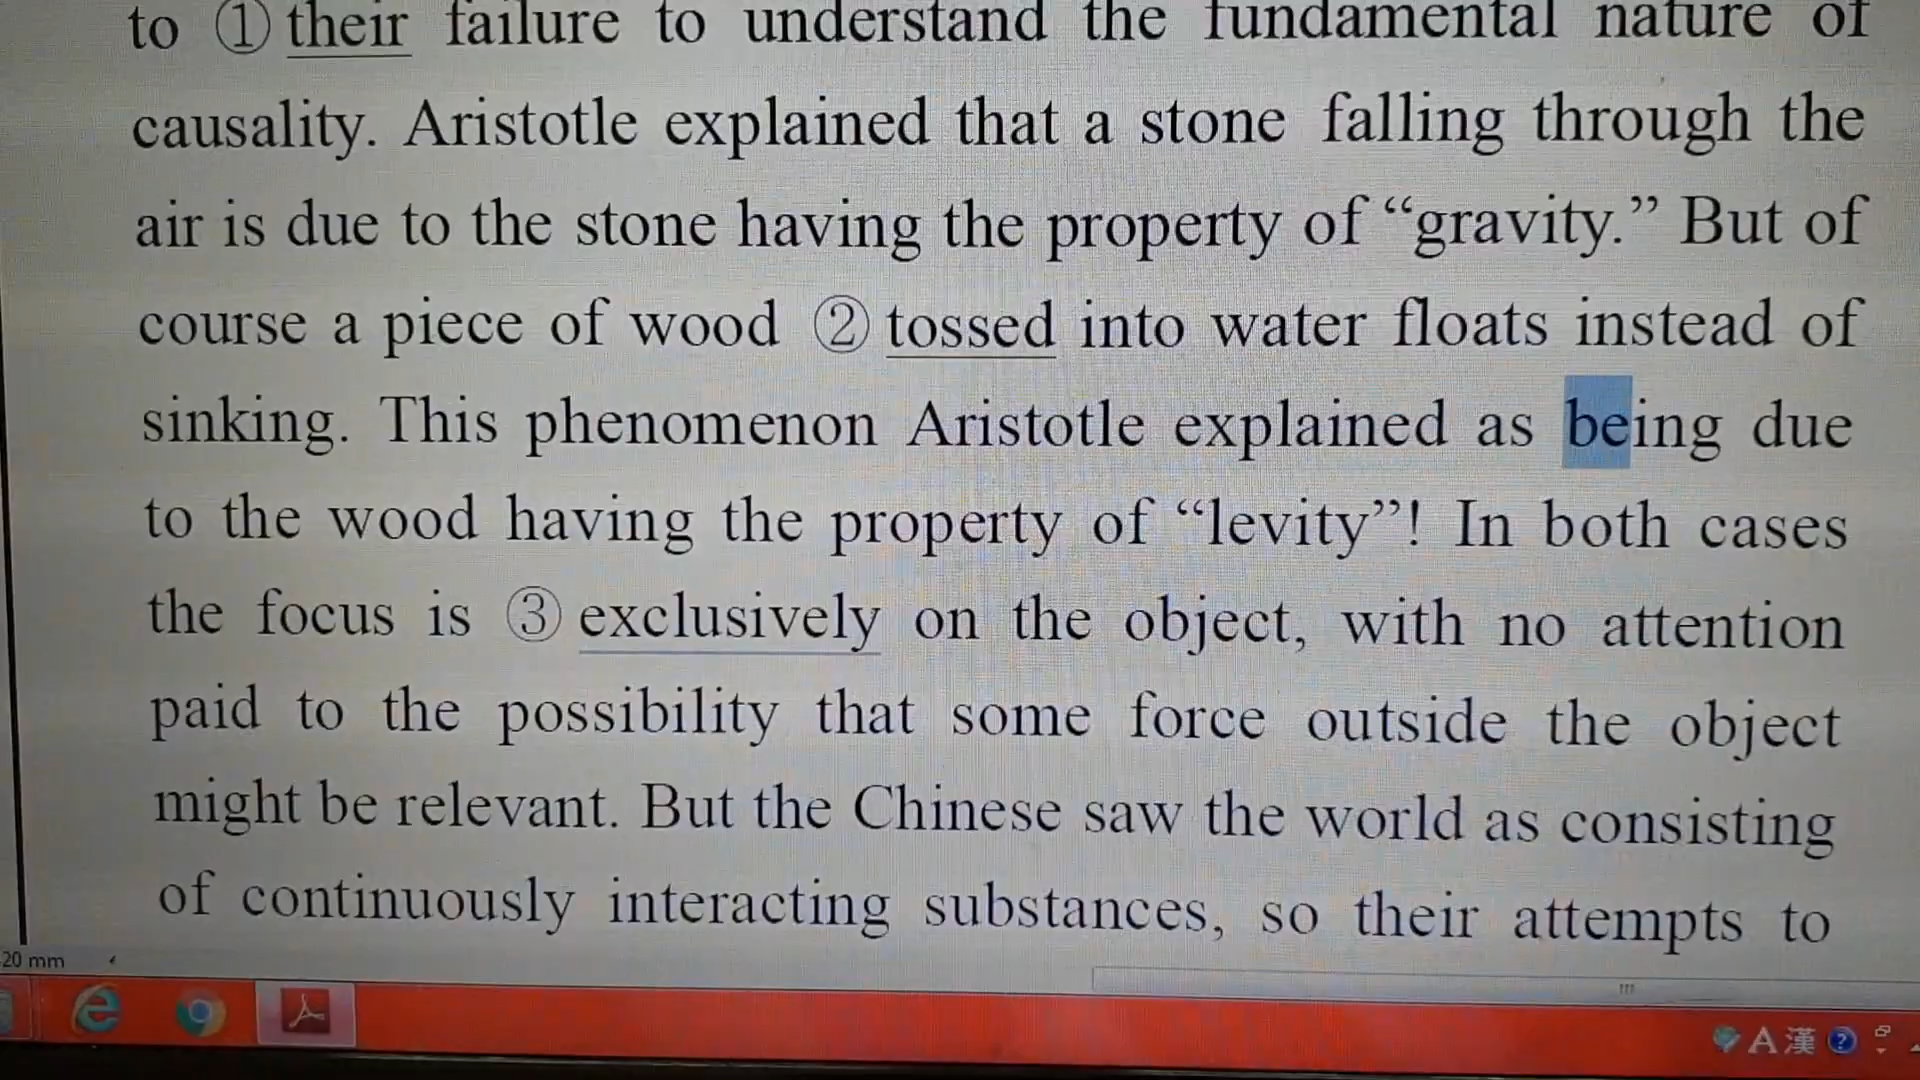 to ① their failure to understand the fundamental nature of
causality. Aristotle explained that a stone falling through the
air is due to the stone having the property of “gravity.” But of
course a piece of wood ② tossed into water floats instead of
sinking. This phenomenon Aristotle explained as being due
to the wood having the property of “levity”! In both cases
the focus is ③ exclusively on the object, with no attention
paid to the possibility that some force outside the object
might be relevant. But the Chinese saw the world as consisting
of continuously interacting substances, so their attempts to
20 mm
A 漢 ?